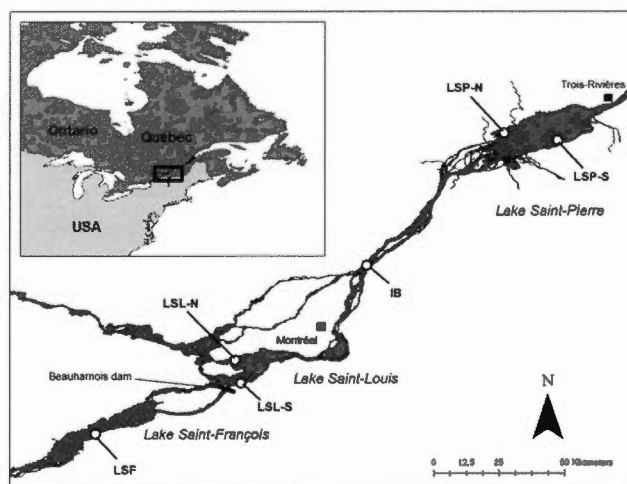 Ontario
Québec
USA
Trois-Rivières
LSP-N
LSP-S
Lake Saint-Pierre
IB
LSL-N
Montréal
Beauharnois dam
Lake Saint-Louis
LSL-S
Lake Saint-François
LSF
N
0 12.5 25 50 Kilometers